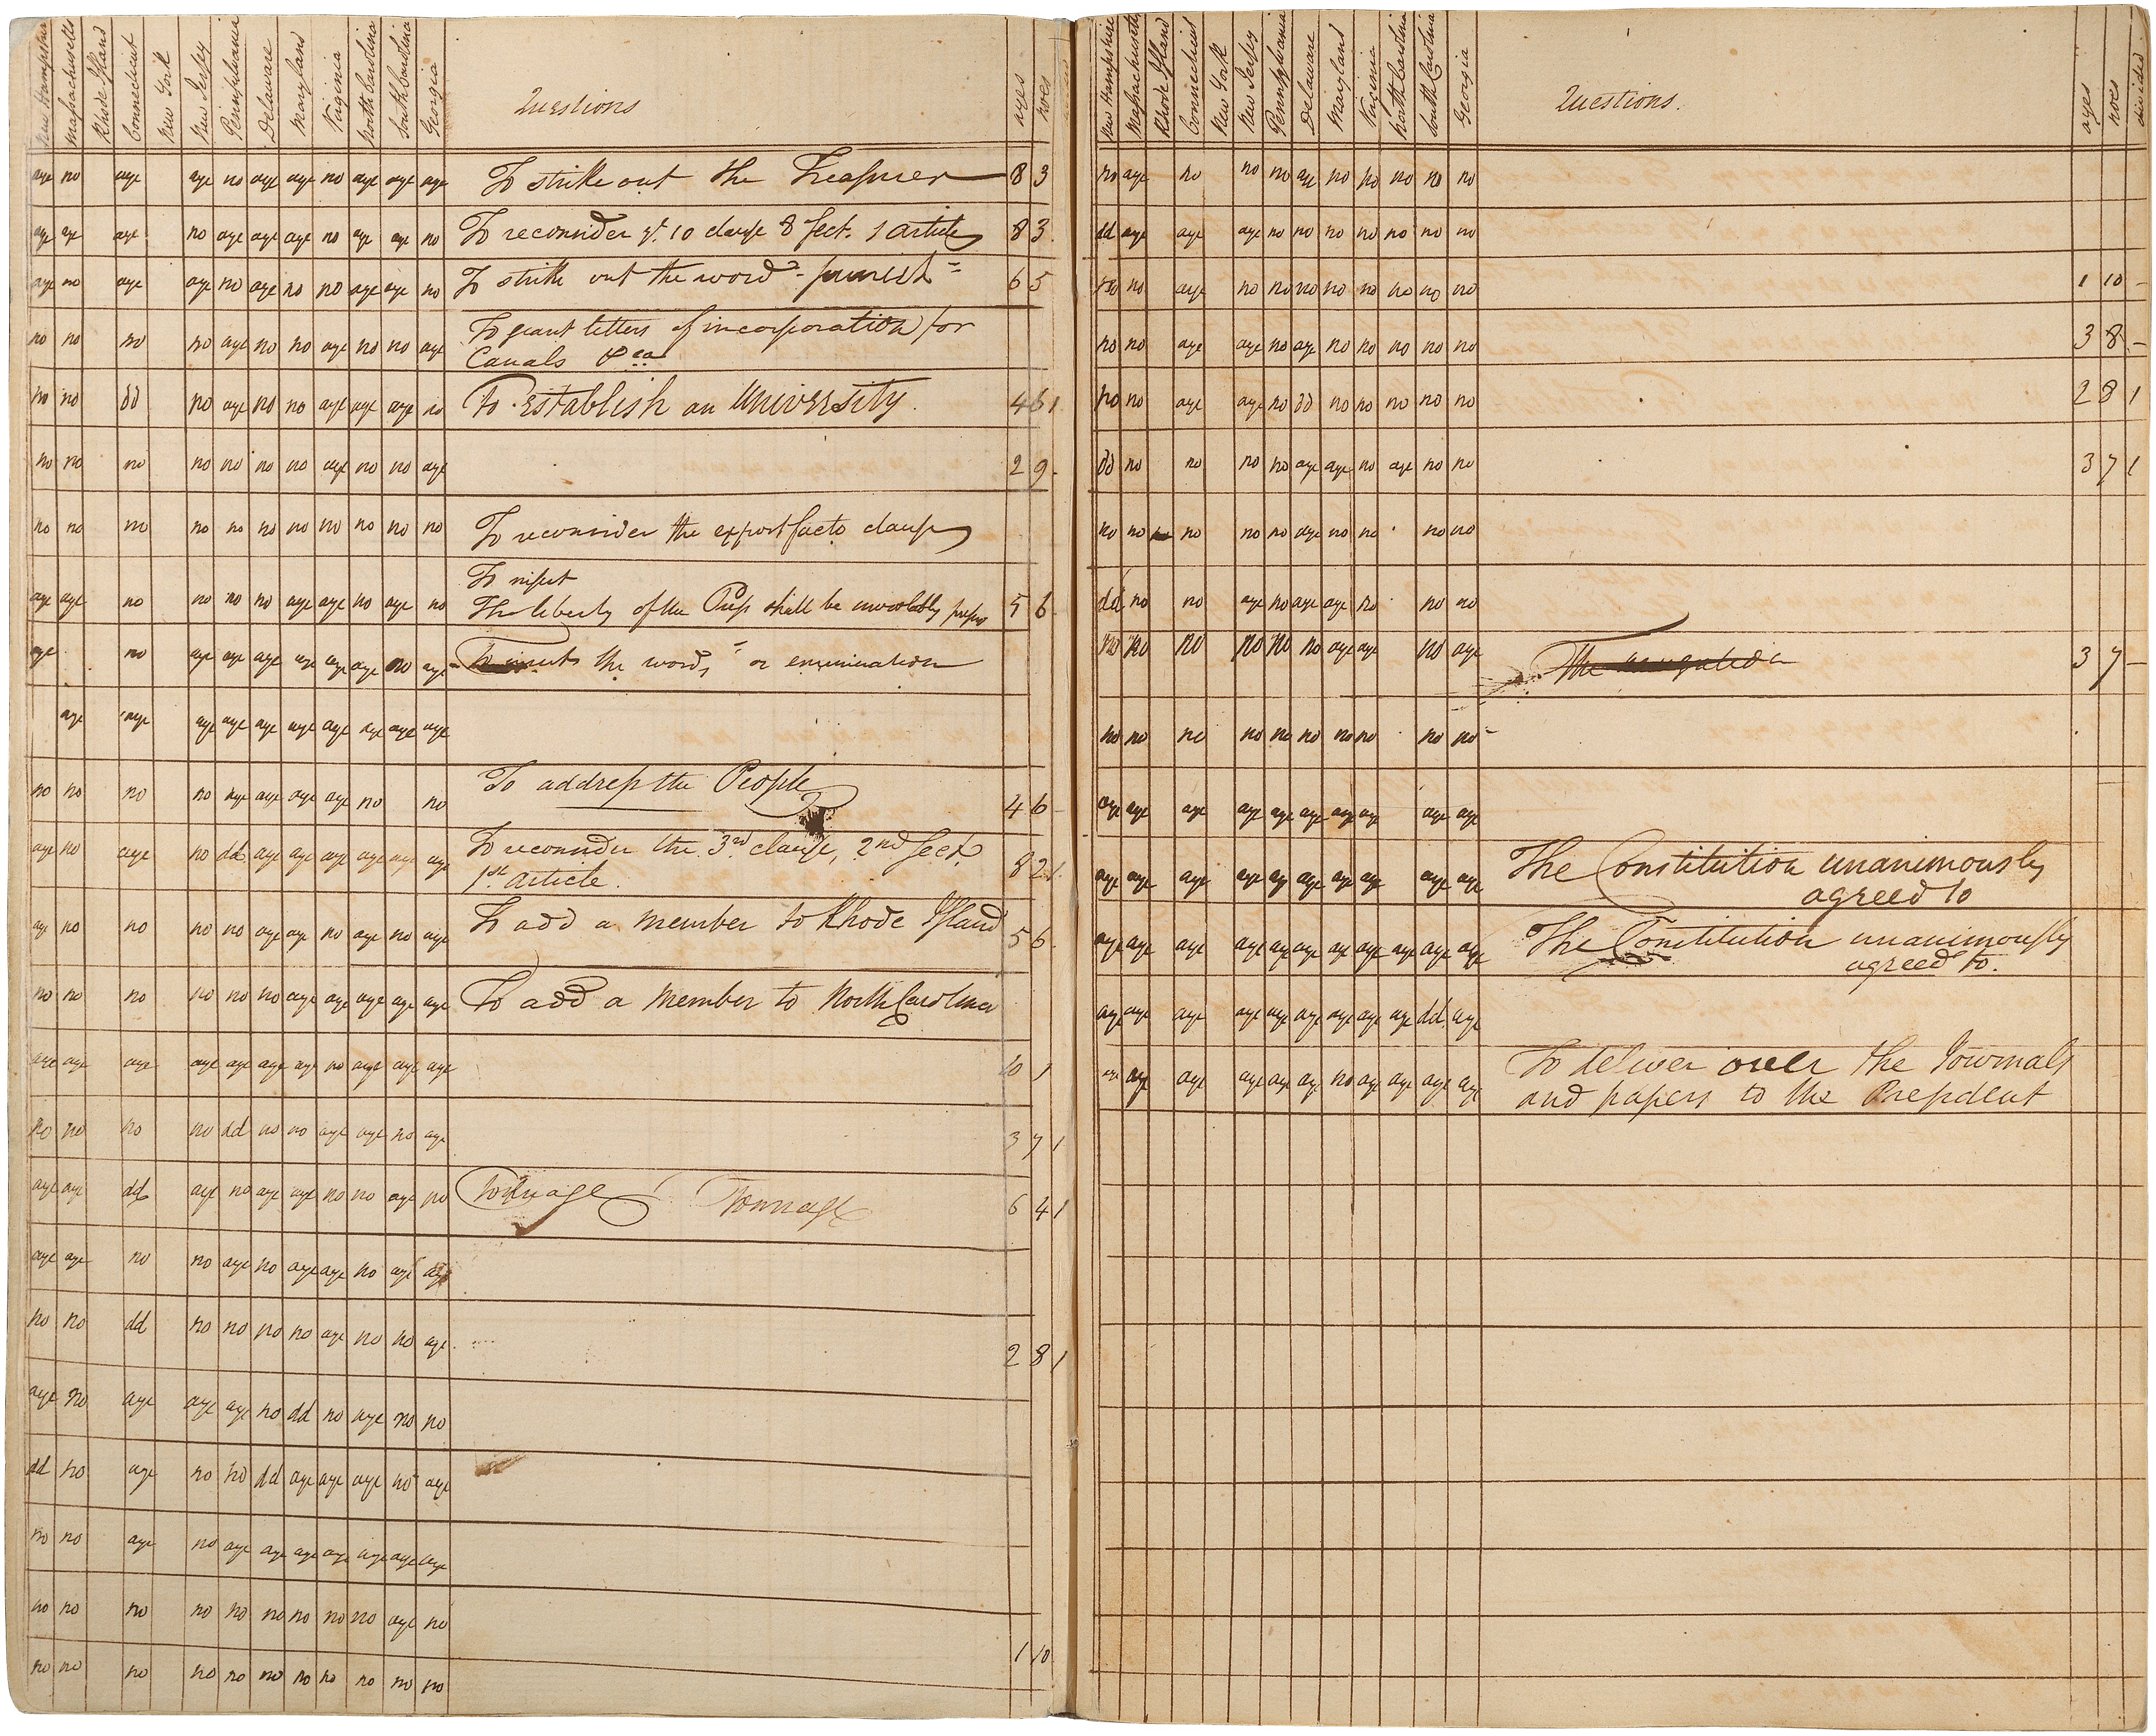 New Hampshire Massachusetts Rhode Island Connecticut New York New Jersey Pennsylvania Delaware Maryland Virginia North Carolina South Carolina Georgia Questions ayes noes
aye no aye aye no aye aye no aye aye aye To strike out the Treasurer 8 3
aye aye aye no aye aye aye no aye aye no To reconsider ye. 10 clause 8 sect. 1 article 8 3
aye no aye aye no aye no no aye aye no To strike out the word "punish" 6 5
no no no no aye no no aye no no aye To grant letters of incorporation for
Canals &ca
no no dd no aye no no aye aye aye no To establish an University. 4 6 1
no no no no no no no aye no no aye 2 9
no no no no no no no no no no no To reconsider the expostfacto clause
To insert
aye aye no no no no aye aye no aye no The liberty of the Press shall be inviolably 5 6
aye no aye aye aye aye aye aye no aye the words "or enumeration
aye aye aye aye aye aye aye aye aye aye
no no no no aye aye aye aye no no To address the People 4 6
aye no aye no dd aye aye aye aye aye aye To reconsider the 3rd clause, 2nd sect. 8 2 1
1st article.
aye no no no no aye aye no aye no aye To add a member to Rhode Island 5 6
no no no no no no aye aye aye aye aye To add a member to North Carolina
aye aye aye aye aye aye aye no aye aye aye 10 1
no no no no dd no no aye aye no aye 3 7 1
aye aye dd aye no aye aye no no aye no Tonnage 6 4 1
aye aye no no aye no aye aye no aye aye
no no dd no no no no aye no no aye 2 8 1
aye no aye aye aye no dd no aye no no
dd no aye no no dd aye aye aye no aye
no no aye no aye aye aye aye aye aye aye
no no no no no no no no no aye no 1 10
no no no no no no no no no no no
New Hampshire Massachusetts Rhode Island Connecticut New York New Jersey Pennsylvania Delaware Maryland Virginia North Carolina South Carolina Georgia Questions. ayes noes divided
no aye no no no aye no no no no no
dd aye aye aye no no no no no no no
no no aye no no no no no no no no 1 10 –
no no aye aye no aye no no no no no 3 8 –
no no aye aye no dd no no no no no 2 8 1
dd no no no no aye aye no aye no no 3 7 1
no no no no no aye no no no no
dd no no aye no aye aye no no no
no no no no no no aye aye no aye The 3 7 –
no no no no no no no no no no
aye aye aye aye aye aye aye aye aye aye
aye aye aye aye aye aye aye aye aye aye The Constitution unanimously
agreed to
aye aye aye aye aye aye aye aye aye aye aye The Constitution unanimously
agreed to.
aye aye aye aye aye aye aye aye aye dd aye
aye aye aye aye aye aye no aye aye aye aye To deliver over the Journals
and papers to the President